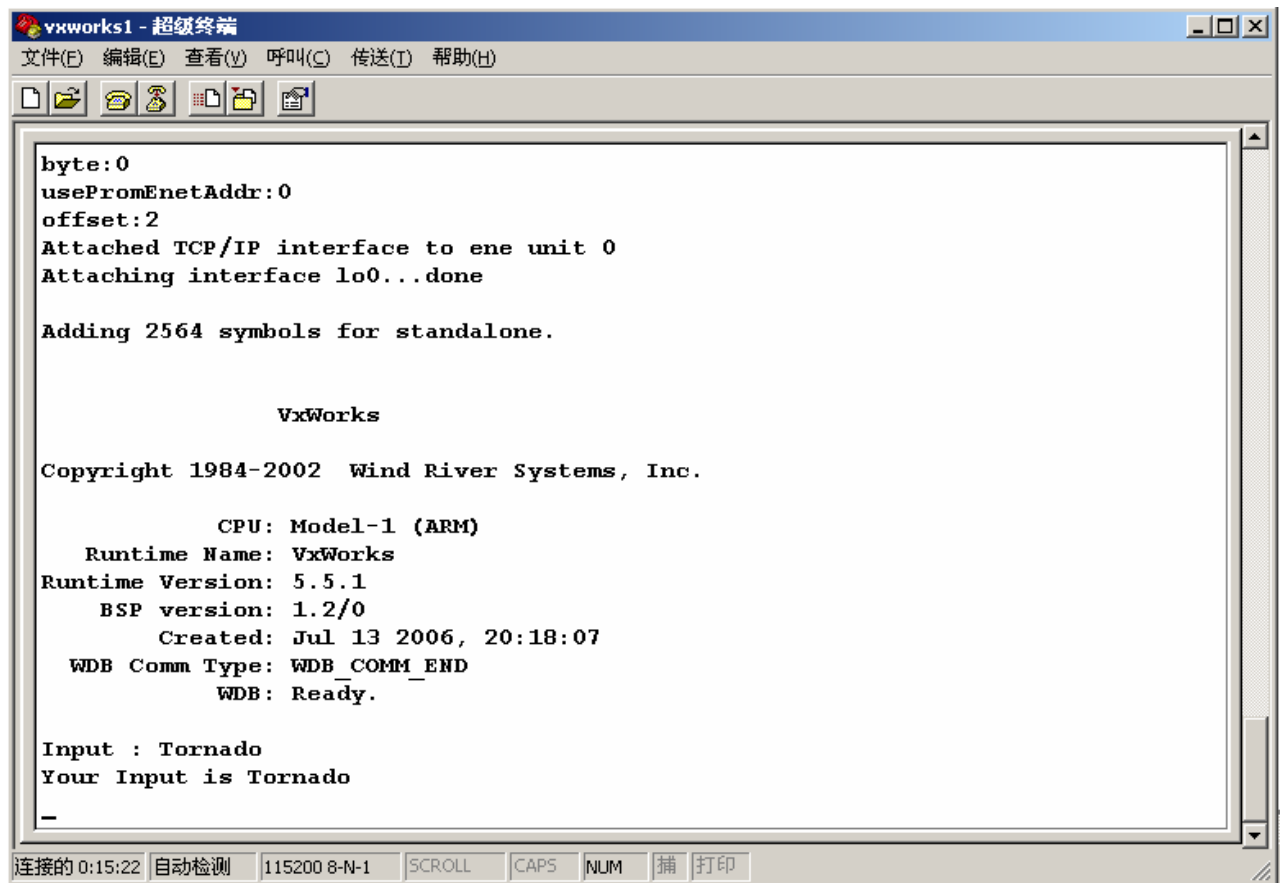 vxworks1 - 超级终端
文件(F) 编辑(E) 查看(V) 呼叫(C) 传送(T) 帮助(H)
byte:0
usePromEnetAddr:0
offset:2
Attached TCP/IP interface to ene unit 0
Attaching interface lo0...done
Adding 2564 symbols for standalone.
VxWorks
Copyright 1984-2002  Wind River Systems, Inc.
CPU: Model-1 (ARM)
Runtime Name: VxWorks
Runtime Version: 5.5.1
BSP version: 1.2/0
Created: Jul 13 2006, 20:18:07
WDB Comm Type: WDB_COMM_END
WDB: Ready.
Input : Tornado
Your Input is Tornado
连接的 0:15:22 自动检测 115200 8-N-1 SCROLL CAPS NUM 捕 打印